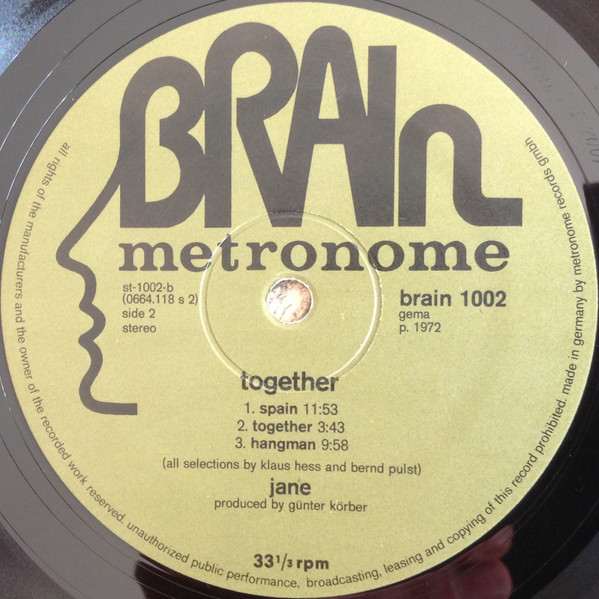 BRAIN
metronome
st-1002-b
(0664.118 s 2)
side 2
stereo
brain 1002
gema
p. 1972
together
1. spain 11:53
2. together 3:43
3. hangman 9:58
(all selections by klaus hess and bernd pulst)
jane
produced by günter körber
33 1/3 rpm
all rights of the manufacturers and the owner of the recorded work reserved. unauthorized public performance, broadcasting, leasing and copying of this record prohibited. made in germany by metronome records gmbh